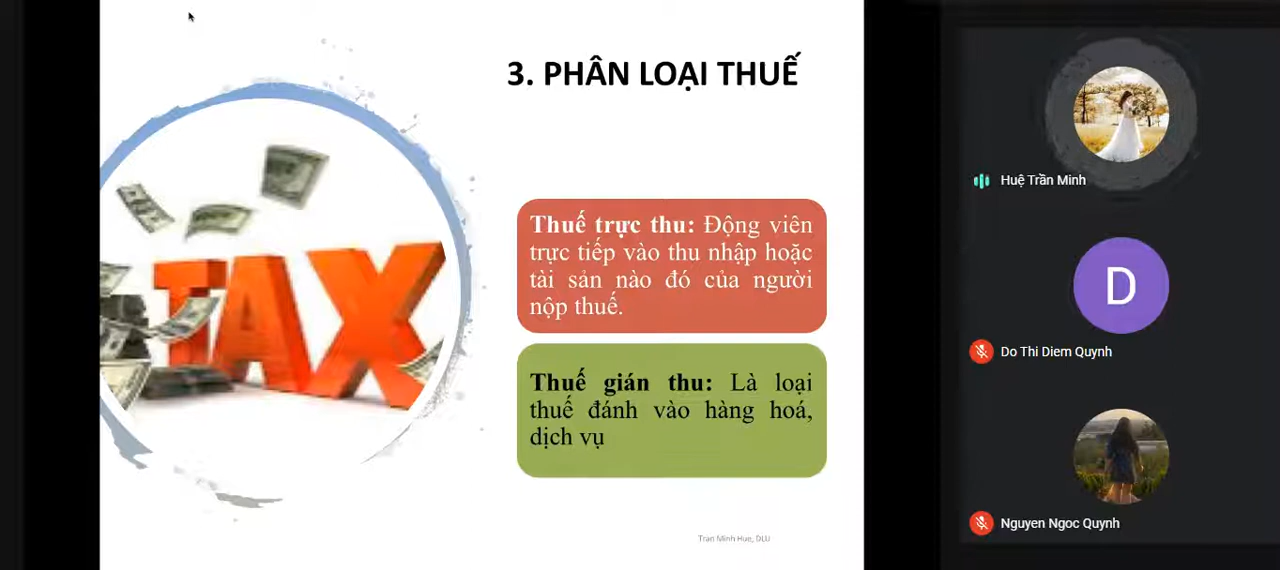 3. PHÂN LOẠI THUẾ
TAX
Thuế trực thu: Động viên
trực tiếp vào thu nhập hoặc
tài sản nào đó của người
nộp thuế.
Thuế gián thu: Là loại
thuế đánh vào hàng hoá,
dịch vụ
Tran Minh Hue, DLU
Huệ Trần Minh
D
Do Thi Diem Quynh
Nguyen Ngoc Quynh